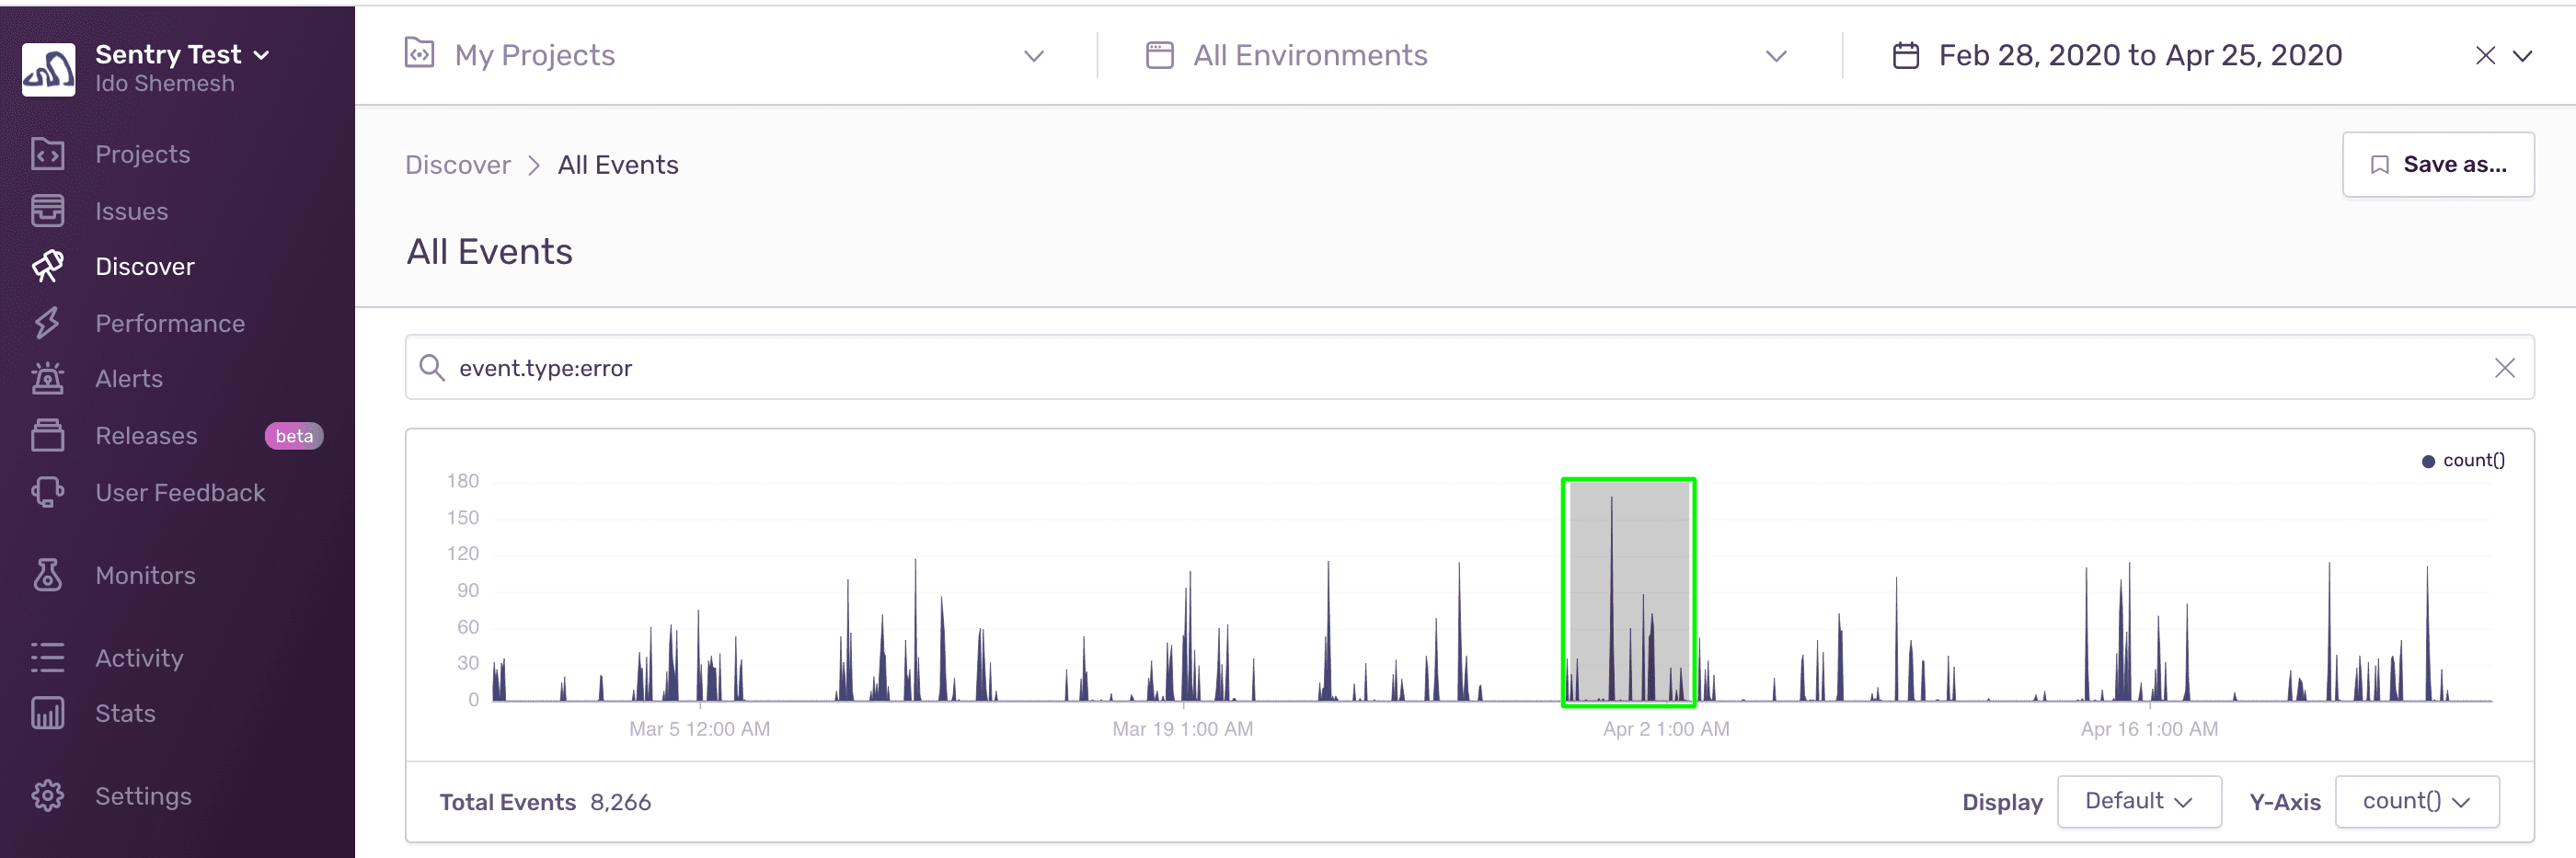 Sentry Test
Ido Shemesh
Projects
Issues
Discover
Performance
Alerts
Releases beta
User Feedback
Monitors
Activity
Stats
Settings
My Projects
All Environments
Feb 28, 2020 to Apr 25, 2020
Discover > All Events
Save as...
All Events
event.type:error
count()
180
150
120
90
60
30
0
Mar 5 12:00 AM Mar 19 1:00 AM Apr 2 1:00 AM Apr 16 1:00 AM
Total Events 8,266
Display Default Y-Axis count()